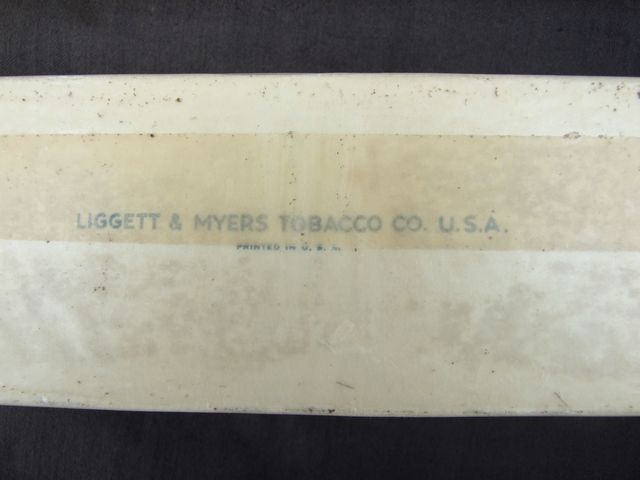 LIGGETT & MYERS TOBACCO CO. U.S.A.
PRINTED IN U. S. A.